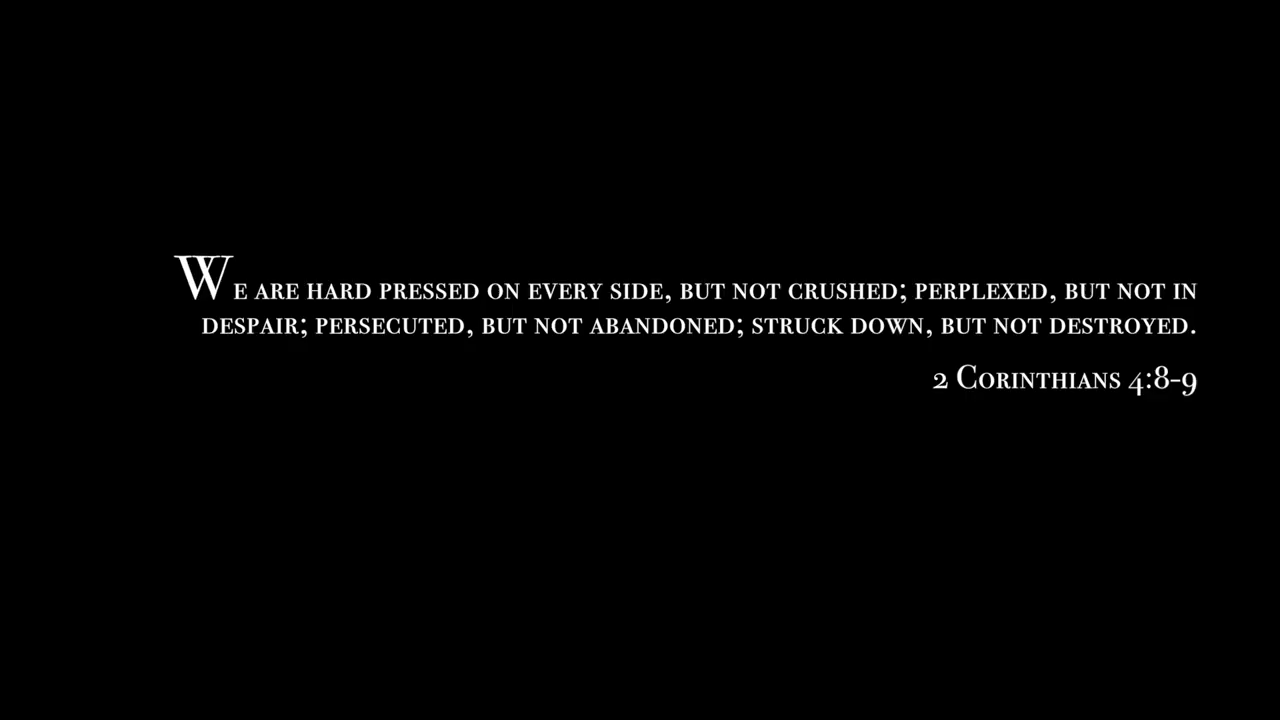 We are hard pressed on every side, but not crushed; perplexed, but not in
despair; persecuted, but not abandoned; struck down, but not destroyed.
2 Corinthians 4:8-9